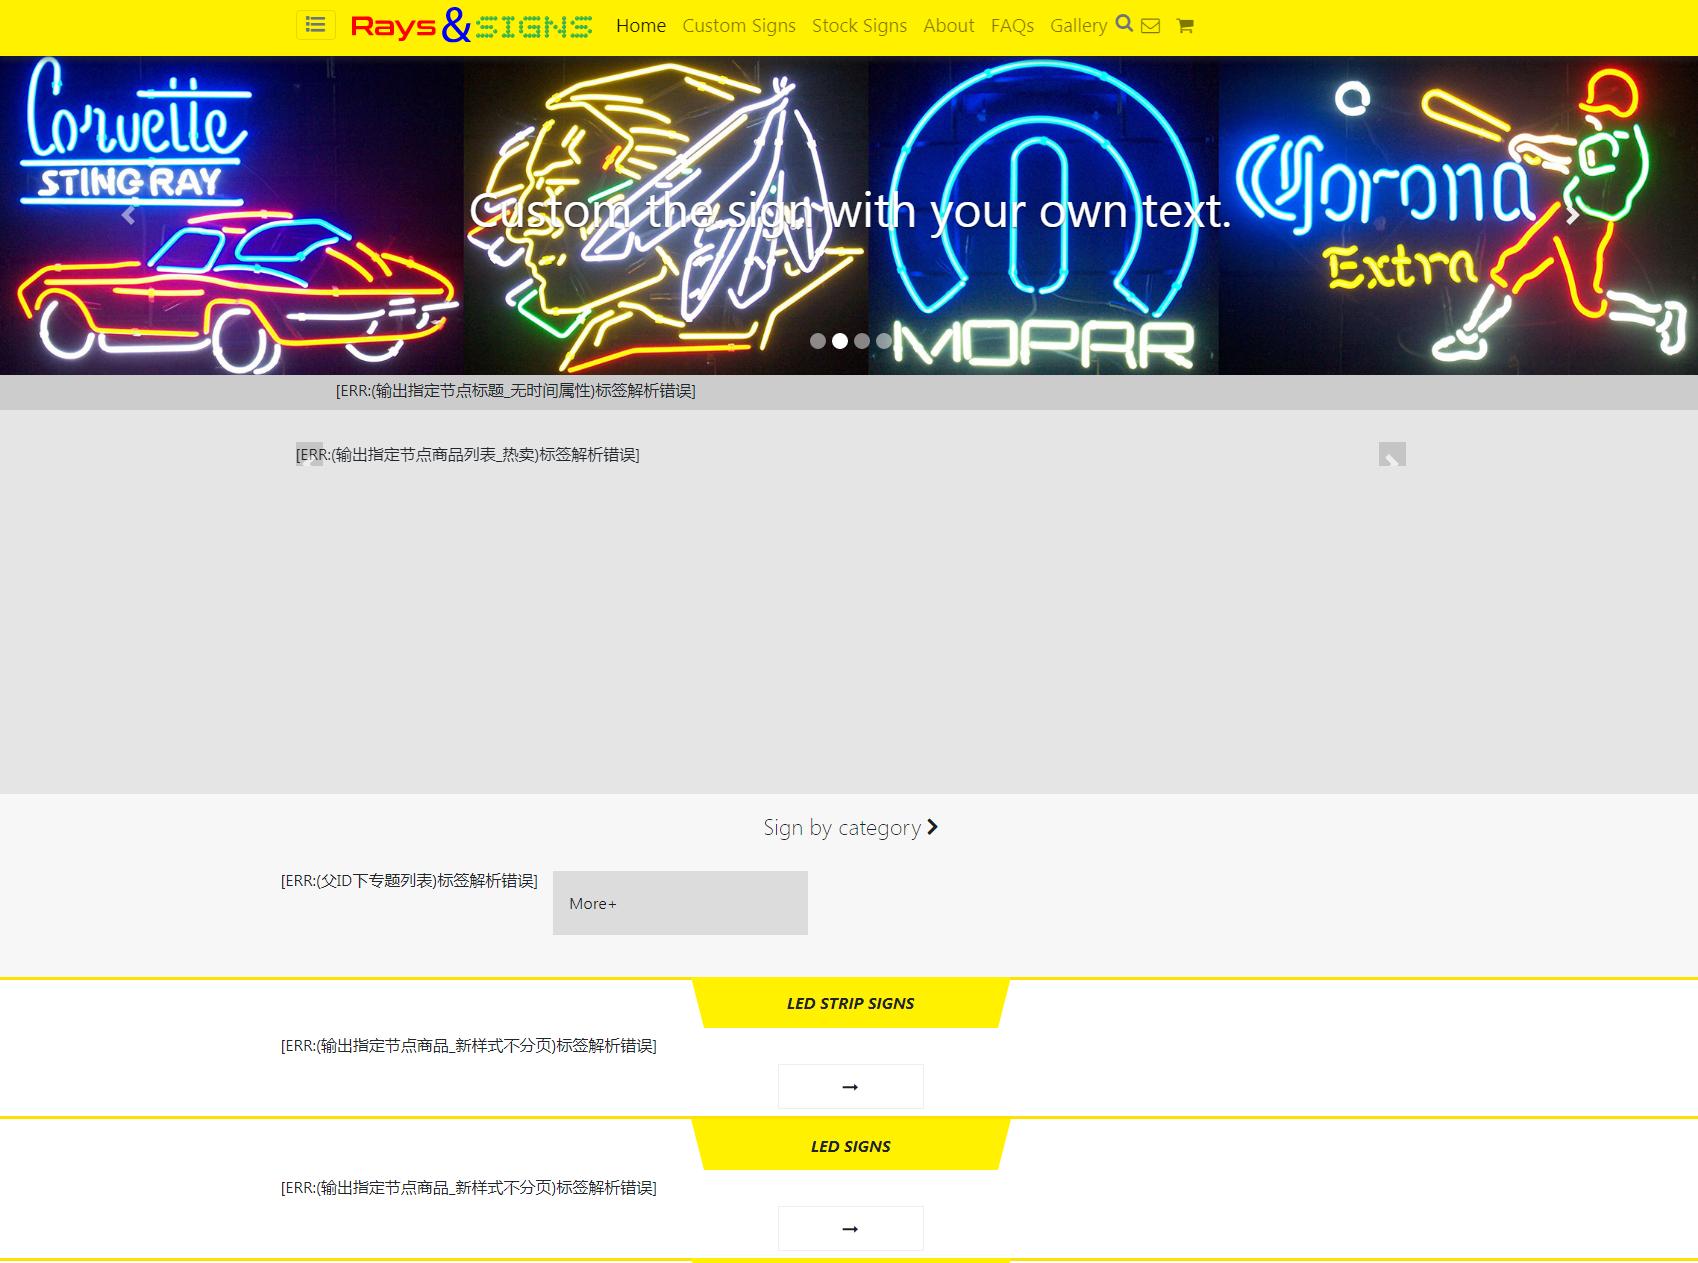 Rays & SIGNS Home Custom Signs Stock Signs About FAQs Gallery
Corvette
STING RAY
Custom the sign with your own text.
Corona
Extra
MOPAR
[ERR:(输出指定节点标题_无时间属性)标签解析错误]
[ERR:(输出指定节点商品列表_热卖)标签解析错误]
Sign by category
[ERR:(父ID下专题列表)标签解析错误]
More+
LED STRIP SIGNS
[ERR:(输出指定节点商品_新样式不分页)标签解析错误]
LED SIGNS
[ERR:(输出指定节点商品_新样式不分页)标签解析错误]